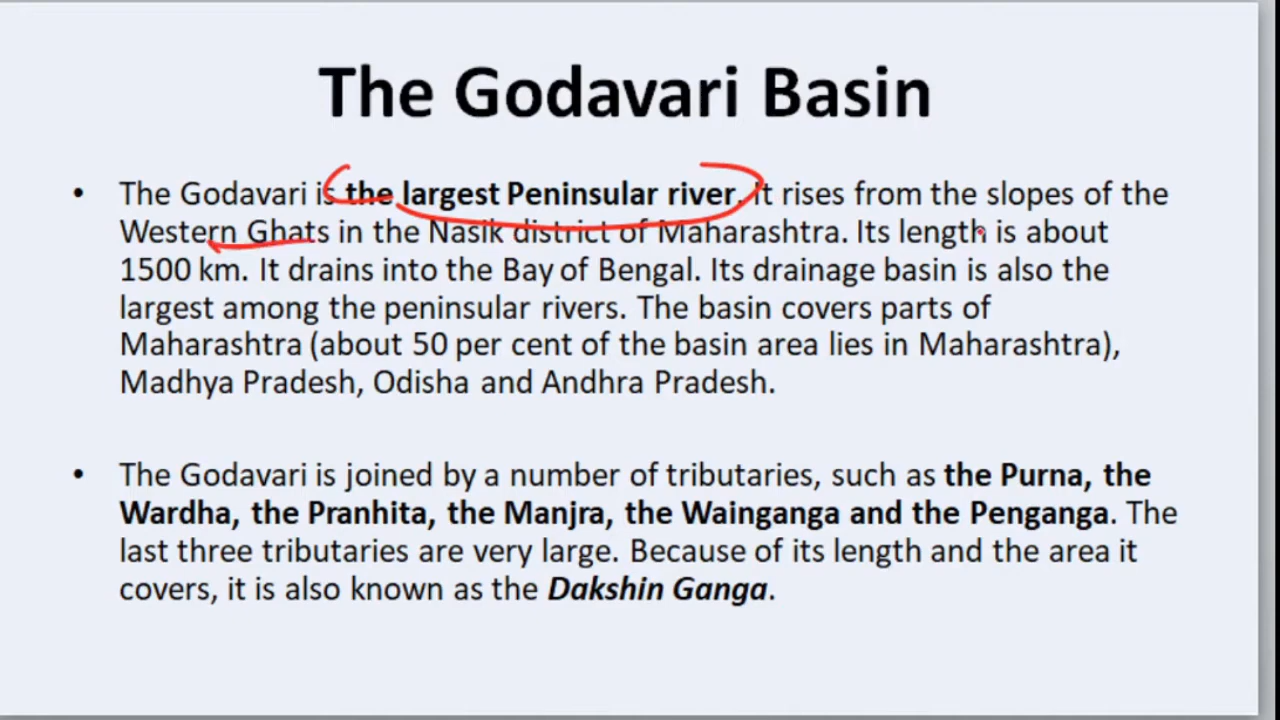 The Godavari Basin
• The Godavari is the largest Peninsular river. It rises from the slopes of the
Western Ghats in the Nasik district of Maharashtra. Its length is about
1500 km. It drains into the Bay of Bengal. Its drainage basin is also the
largest among the peninsular rivers. The basin covers parts of
Maharashtra (about 50 per cent of the basin area lies in Maharashtra),
Madhya Pradesh, Odisha and Andhra Pradesh.
• The Godavari is joined by a number of tributaries, such as the Purna, the
Wardha, the Pranhita, the Manjra, the Wainganga and the Penganga. The
last three tributaries are very large. Because of its length and the area it
covers, it is also known as the Dakshin Ganga.